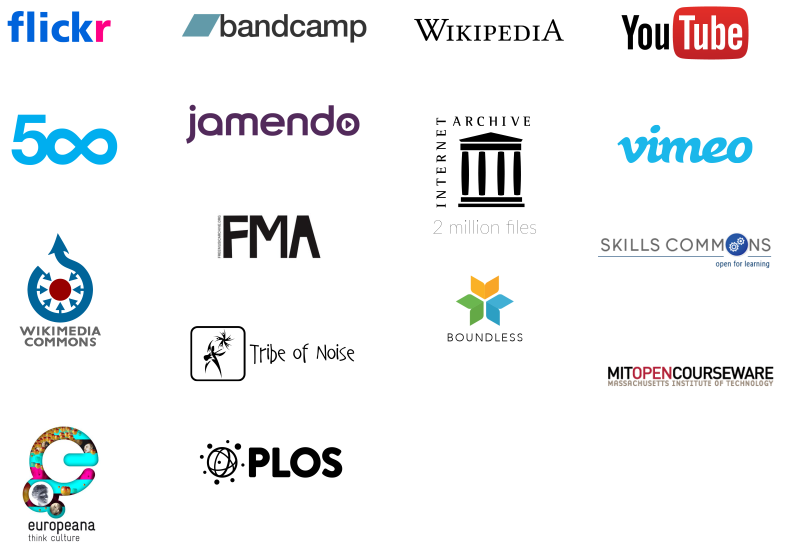 flickr
bandcamp
WIKIPEDIA
YouTube
500
jamendo
INTERNET
ARCHIVE
2 million files
vimeo
WIKIMEDIA
COMMONS
FMA
BOUNDLESS
SKILLS COMMONS
open for learning
Tribe of Noise
MITOPENCOURSEWARE
MASSACHUSETTS INSTITUTE OF TECHNOLOGY
europeana
think culture
PLOS